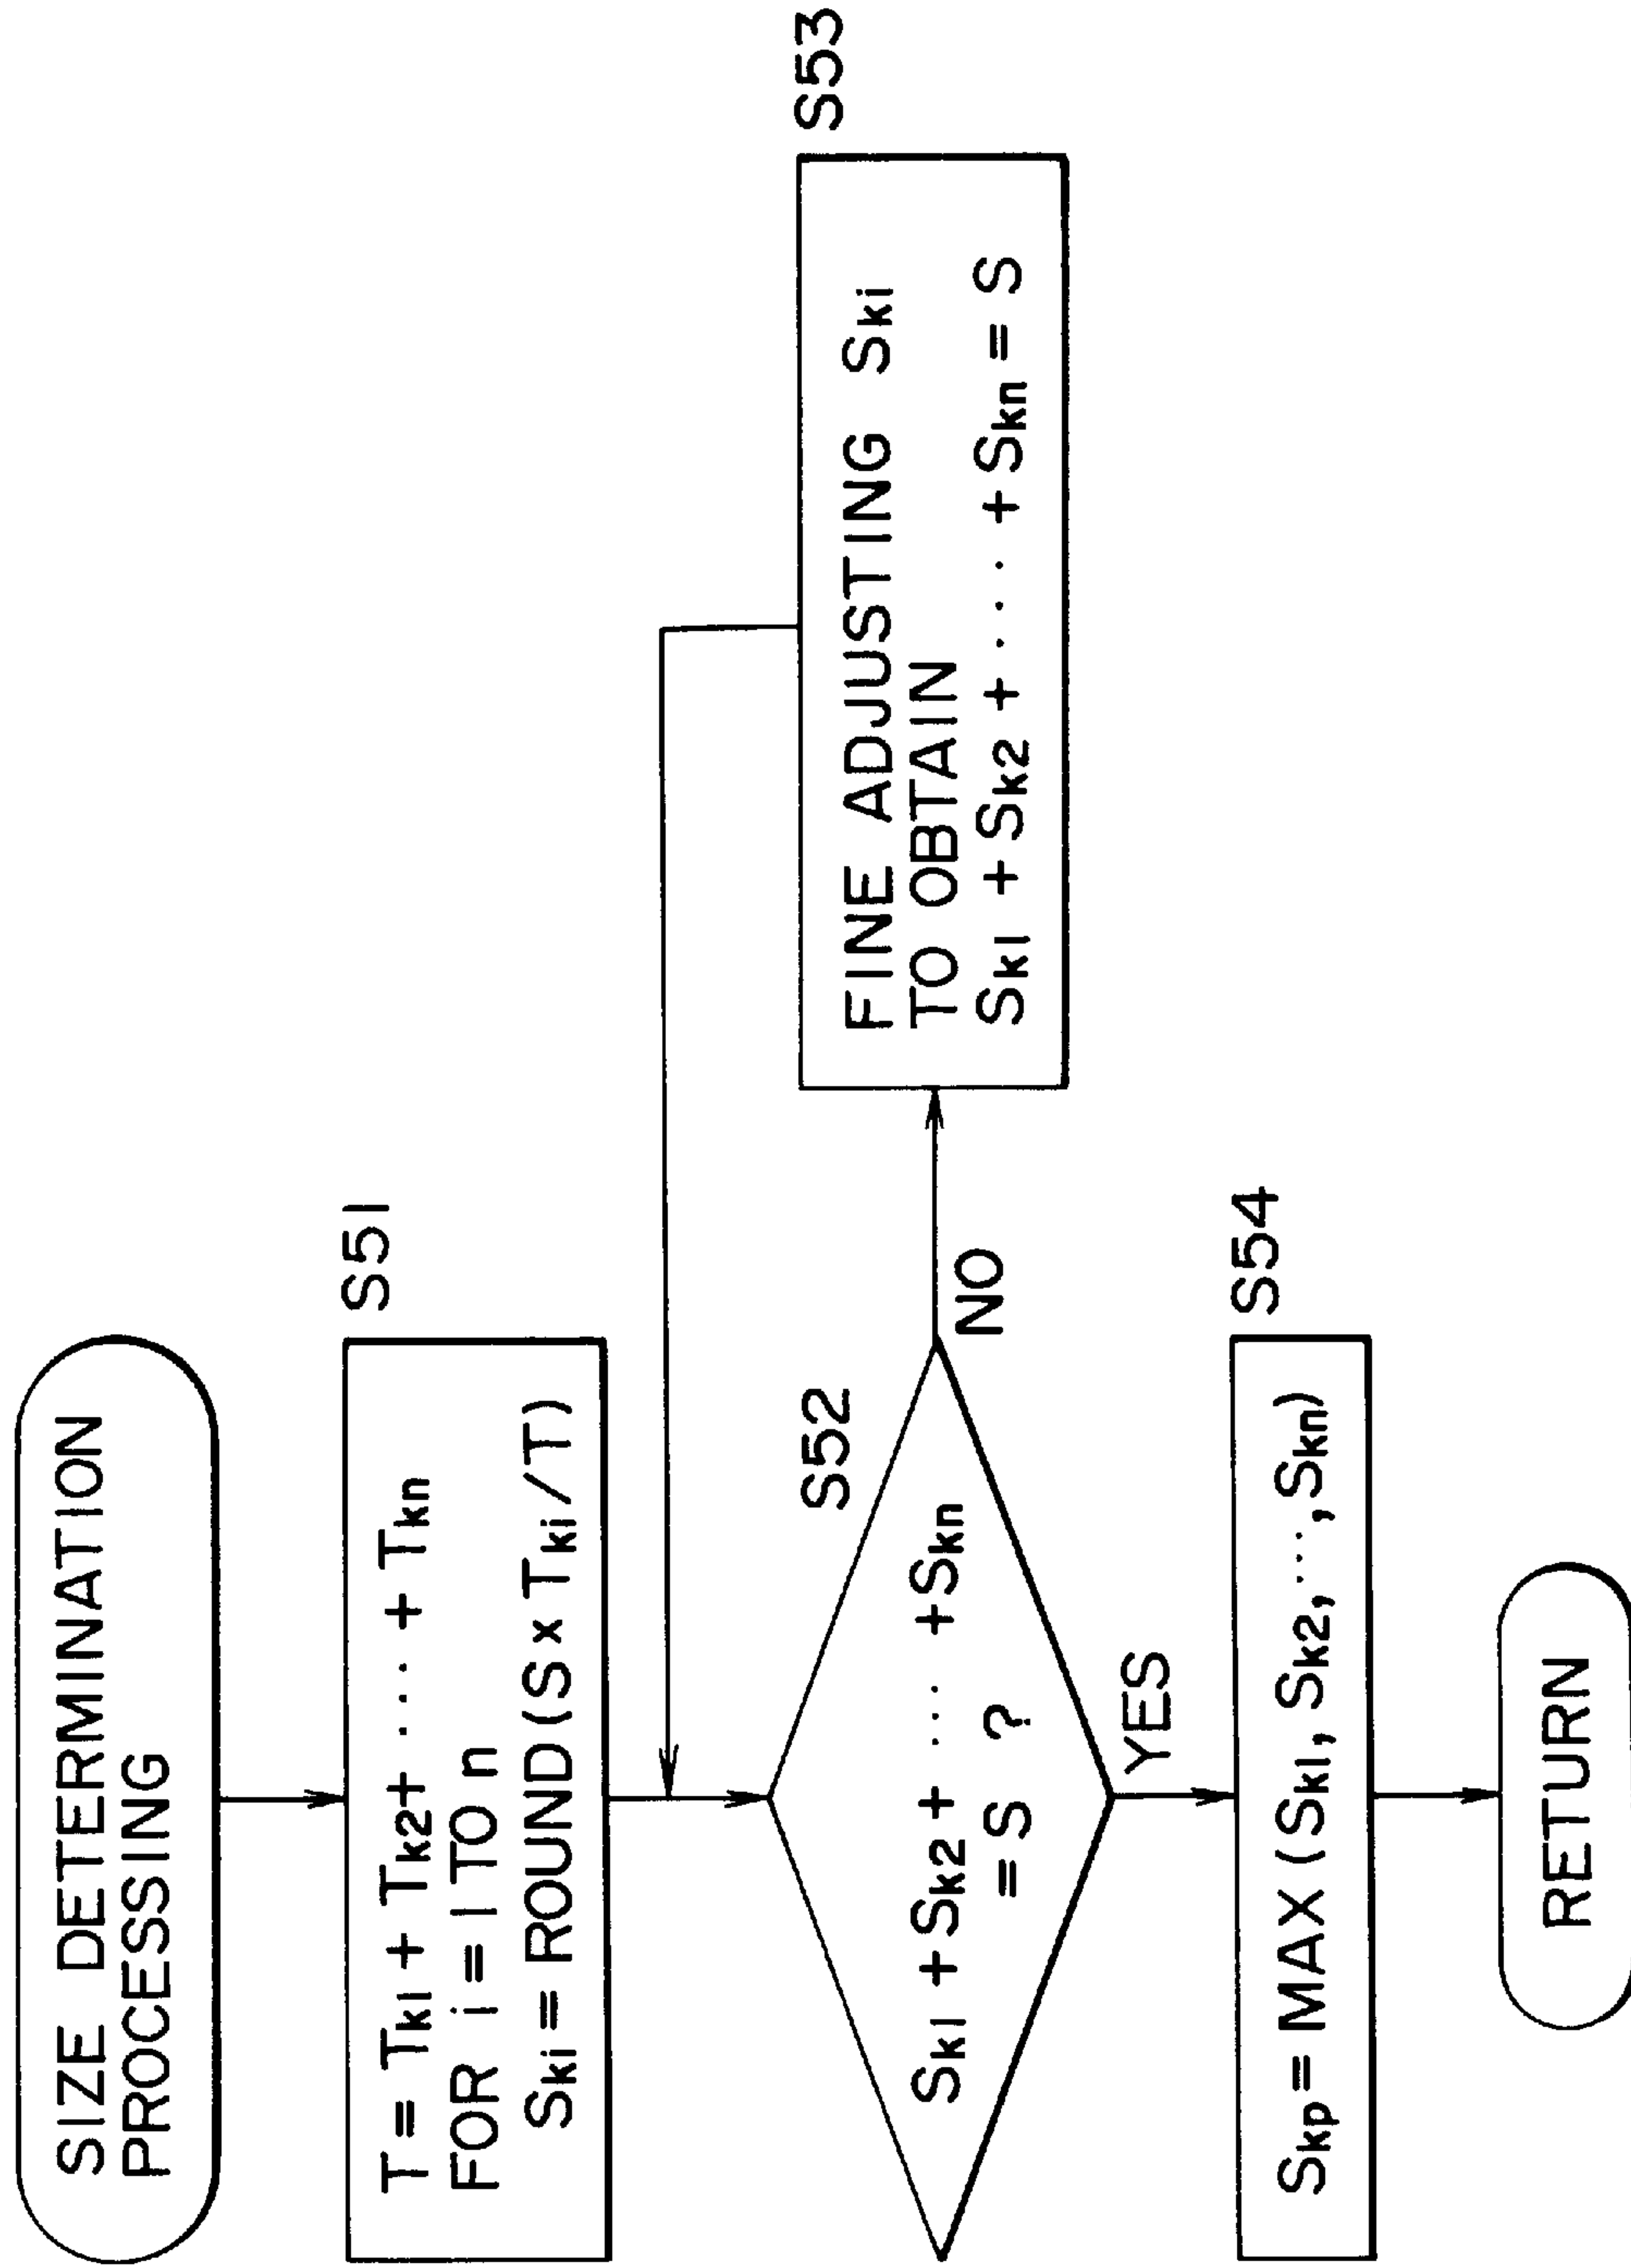 SIZE DETERMINATION
PROCESSING
S51
T = Tk1 + Tk2 + ···· + Tkn
FOR i = 1 TO n
Ski = ROUND (S x Tki /T)
S52
Sk1 + Sk2 + ···· + Skn
= S ?
NO
YES
S53
FINE ADJUSTING Ski
TO OBTAIN
Sk1 + Sk2 + ···· + Skn = S
S54
Skp = MAX (Sk1, Sk2, ···, Skn)
RETURN